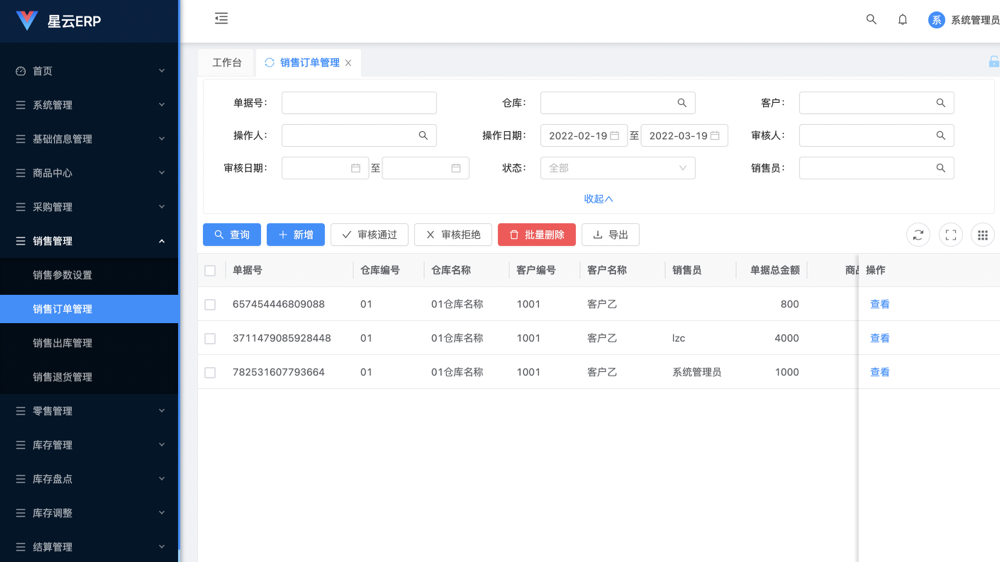 星云ERP
系统管理员
首页
系统管理
基础信息管理
商品中心
采购管理
销售管理
销售参数设置
销售订单管理
销售出库管理
销售退货管理
零售管理
库存管理
库存盘点
库存调整
结算管理
工作台 销售订单管理
单据号: 仓库: 客户:
操作人: 操作日期: 2022-02-19 至 2022-03-19 审核人:
审核日期: 至 状态: 全部 销售员:
收起
查询 新增 审核通过 审核拒绝 批量删除 导出
单据号 仓库编号 仓库名称 客户编号 客户名称 销售员 单据总金额 操作
657454446809088 01 01仓库名称 1001 客户乙 800 查看
3711479085928448 01 01仓库名称 1001 客户乙 lzc 4000 查看
782531607793664 01 01仓库名称 1001 客户乙 系统管理员 1000 查看